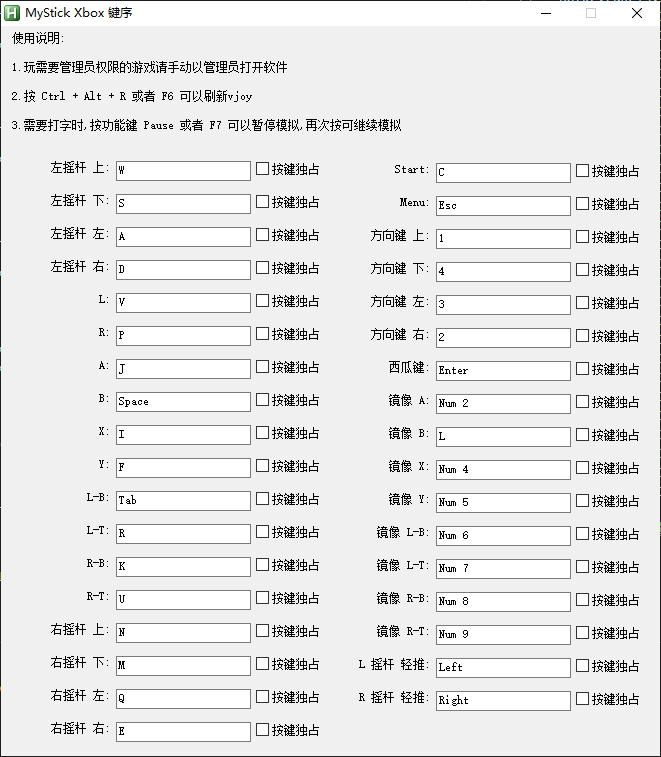 MyStick Xbox 键序
使用说明:
1.玩需要管理员权限的游戏请手动以管理员打开软件
2.按 Ctrl + Alt + R 或者 F6 可以刷新vjoy
3.需要打字时,按功能键 Pause 或者 F7 可以暂停模拟,再次按可继续模拟
左摇杆 上: W 按键独占
左摇杆 下: S 按键独占
左摇杆 左: A 按键独占
左摇杆 右: D 按键独占
L: V 按键独占
R: P 按键独占
A: J 按键独占
B: Space 按键独占
X: I 按键独占
Y: F 按键独占
L-B: Tab 按键独占
L-T: R 按键独占
R-B: K 按键独占
R-T: U 按键独占
右摇杆 上: N 按键独占
右摇杆 下: M 按键独占
右摇杆 左: Q 按键独占
右摇杆 右: E 按键独占
Start: C 按键独占
Menu: Esc 按键独占
方向键 上: 1 按键独占
方向键 下: 4 按键独占
方向键 左: 3 按键独占
方向键 右: 2 按键独占
西瓜键: Enter 按键独占
镜像 A: Num 2 按键独占
镜像 B: L 按键独占
镜像 X: Num 4 按键独占
镜像 Y: Num 5 按键独占
镜像 L-B: Num 6 按键独占
镜像 L-T: Num 7 按键独占
镜像 R-B: Num 8 按键独占
镜像 R-T: Num 9 按键独占
L 摇杆 轻推: Left 按键独占
R 摇杆 轻推: Right 按键独占